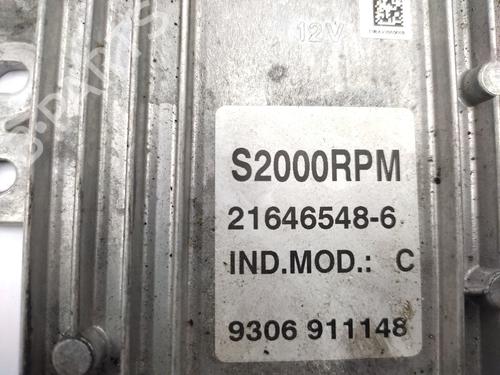 12V
S2000RPM
21646548-6
IND.MOD.: C
9306 911148